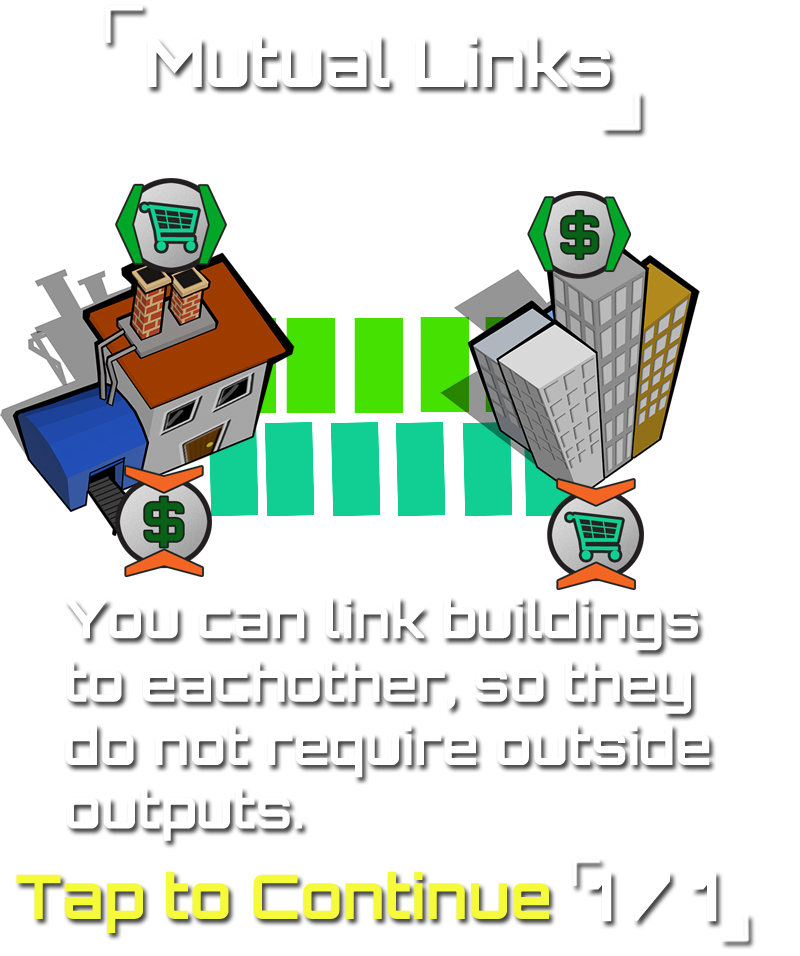 Mutual Links
$
$
You can link buildings
to eachother, so they
do not require outside
outputs.
Tap to Continue 1/1